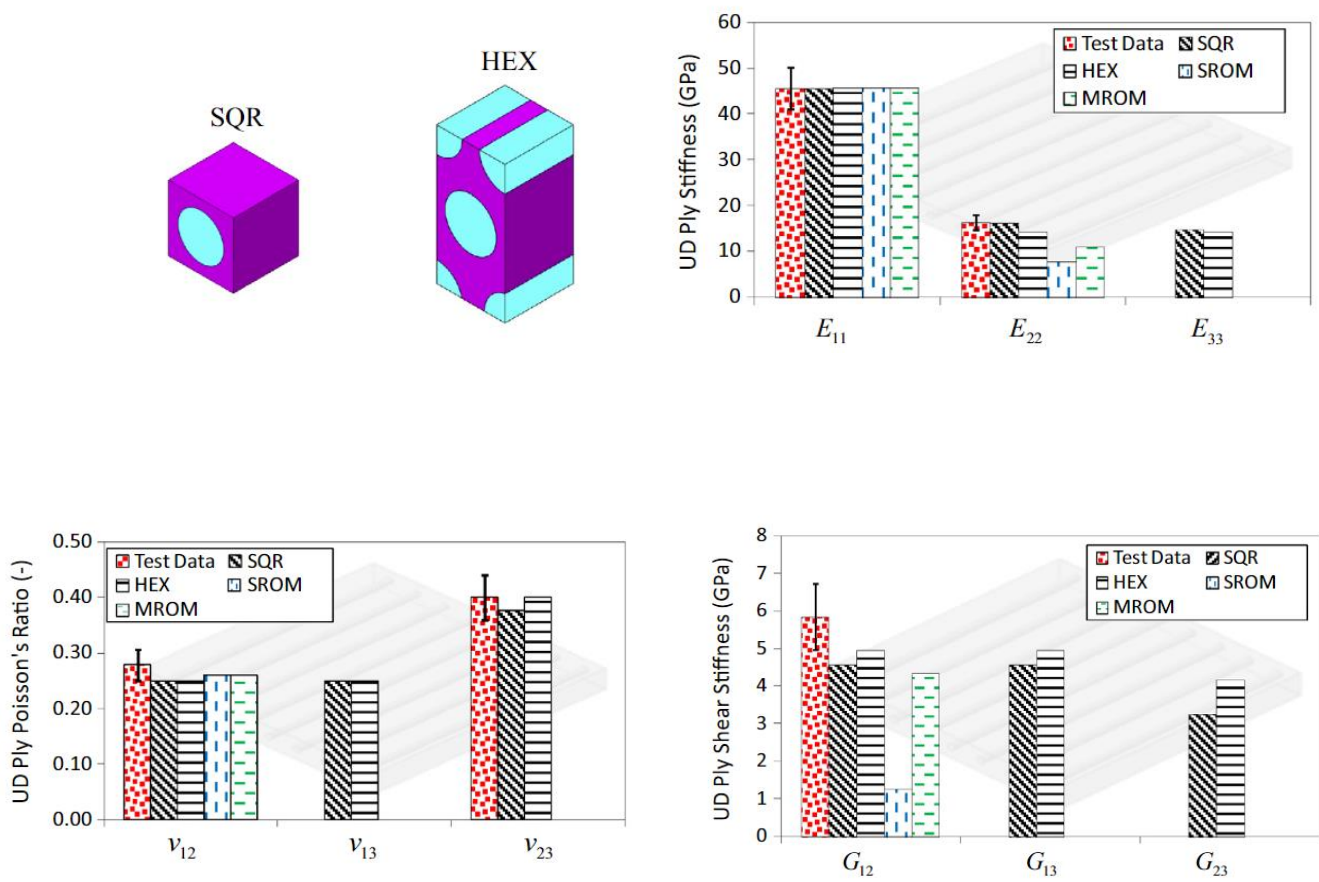 SQR
HEX
UD Ply Stiffness (GPa)
60
50
40
30
20
10
0
Test Data SQR
HEX SROM
MROM
E11 E22 E33
UD Ply Poisson's Ratio (-)
0.50
0.40
0.30
0.20
0.10
0.00
Test Data SQR
HEX SROM
MROM
ν12 ν13 ν23
UD Ply Shear Stiffness (GPa)
8
7
6
5
4
3
2
1
0
Test Data SQR
HEX SROM
MROM
G12 G13 G23